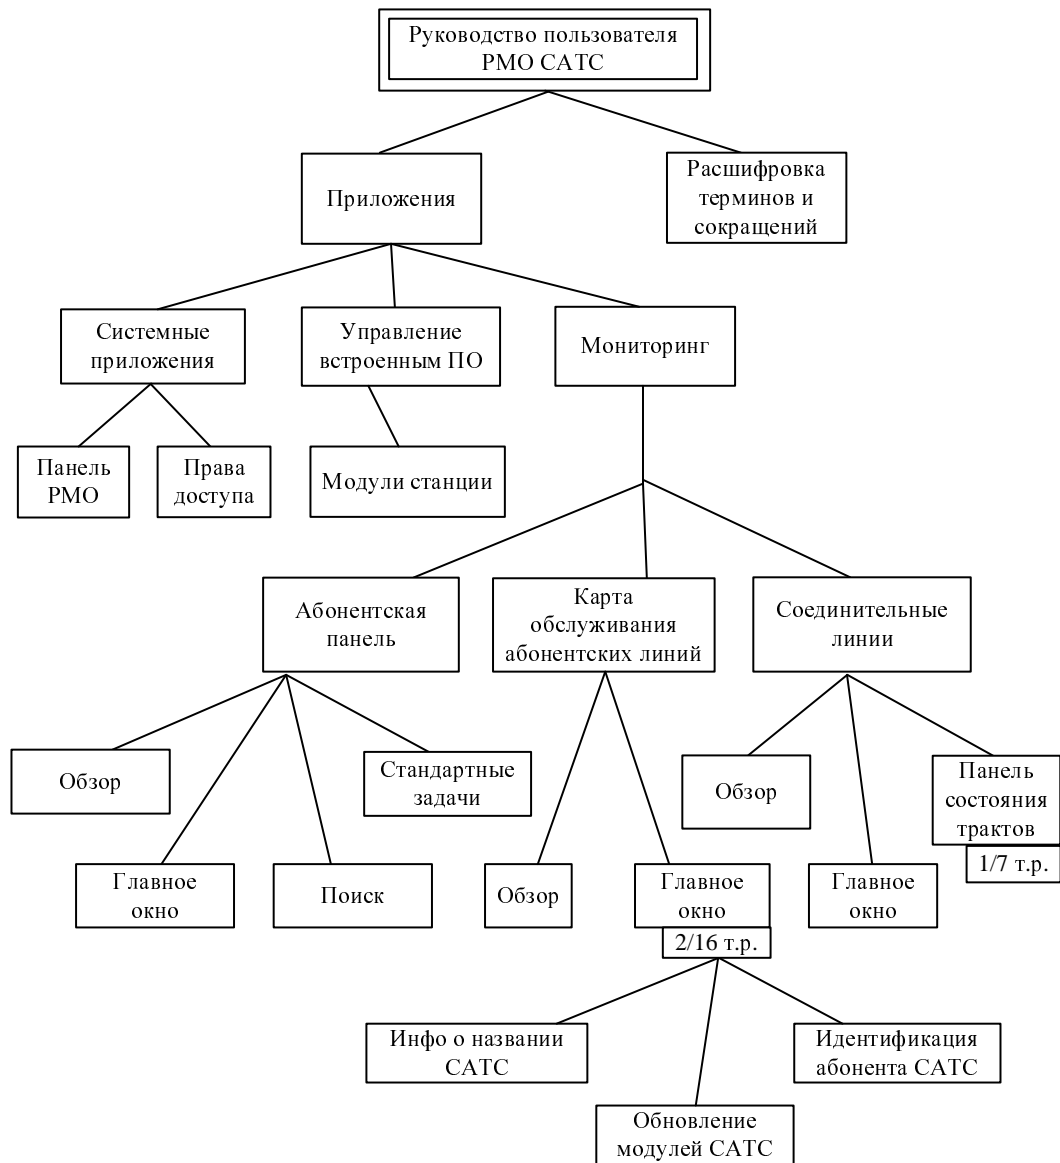 Руководство пользователя
РМО САТС
Приложения
Расшифровка
терминов и
сокращений
Системные
приложения
Управление
встроенным ПО
Мониторинг
Панель
РМО
Права
доступа
Модули станции
Абонентская
панель
Карта
обслуживания
абонентских линий
Соединительные
линии
Обзор
Стандартные
задачи
Обзор
Панель
состояния
трактов
1/7 т.р.
Главное
окно
Поиск
Обзор
Главное
окно
2/16 т.р.
Главное
окно
Инфо о названии
САТС
Идентификация
абонента САТС
Обновление
модулей САТС